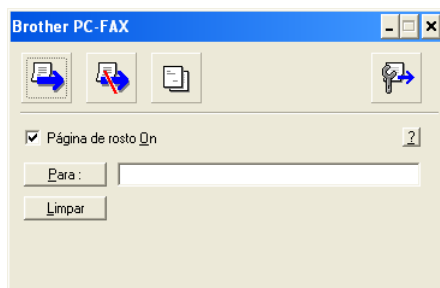 Brother PC-FAX
Página de rosto On
?
Para :
Limpar